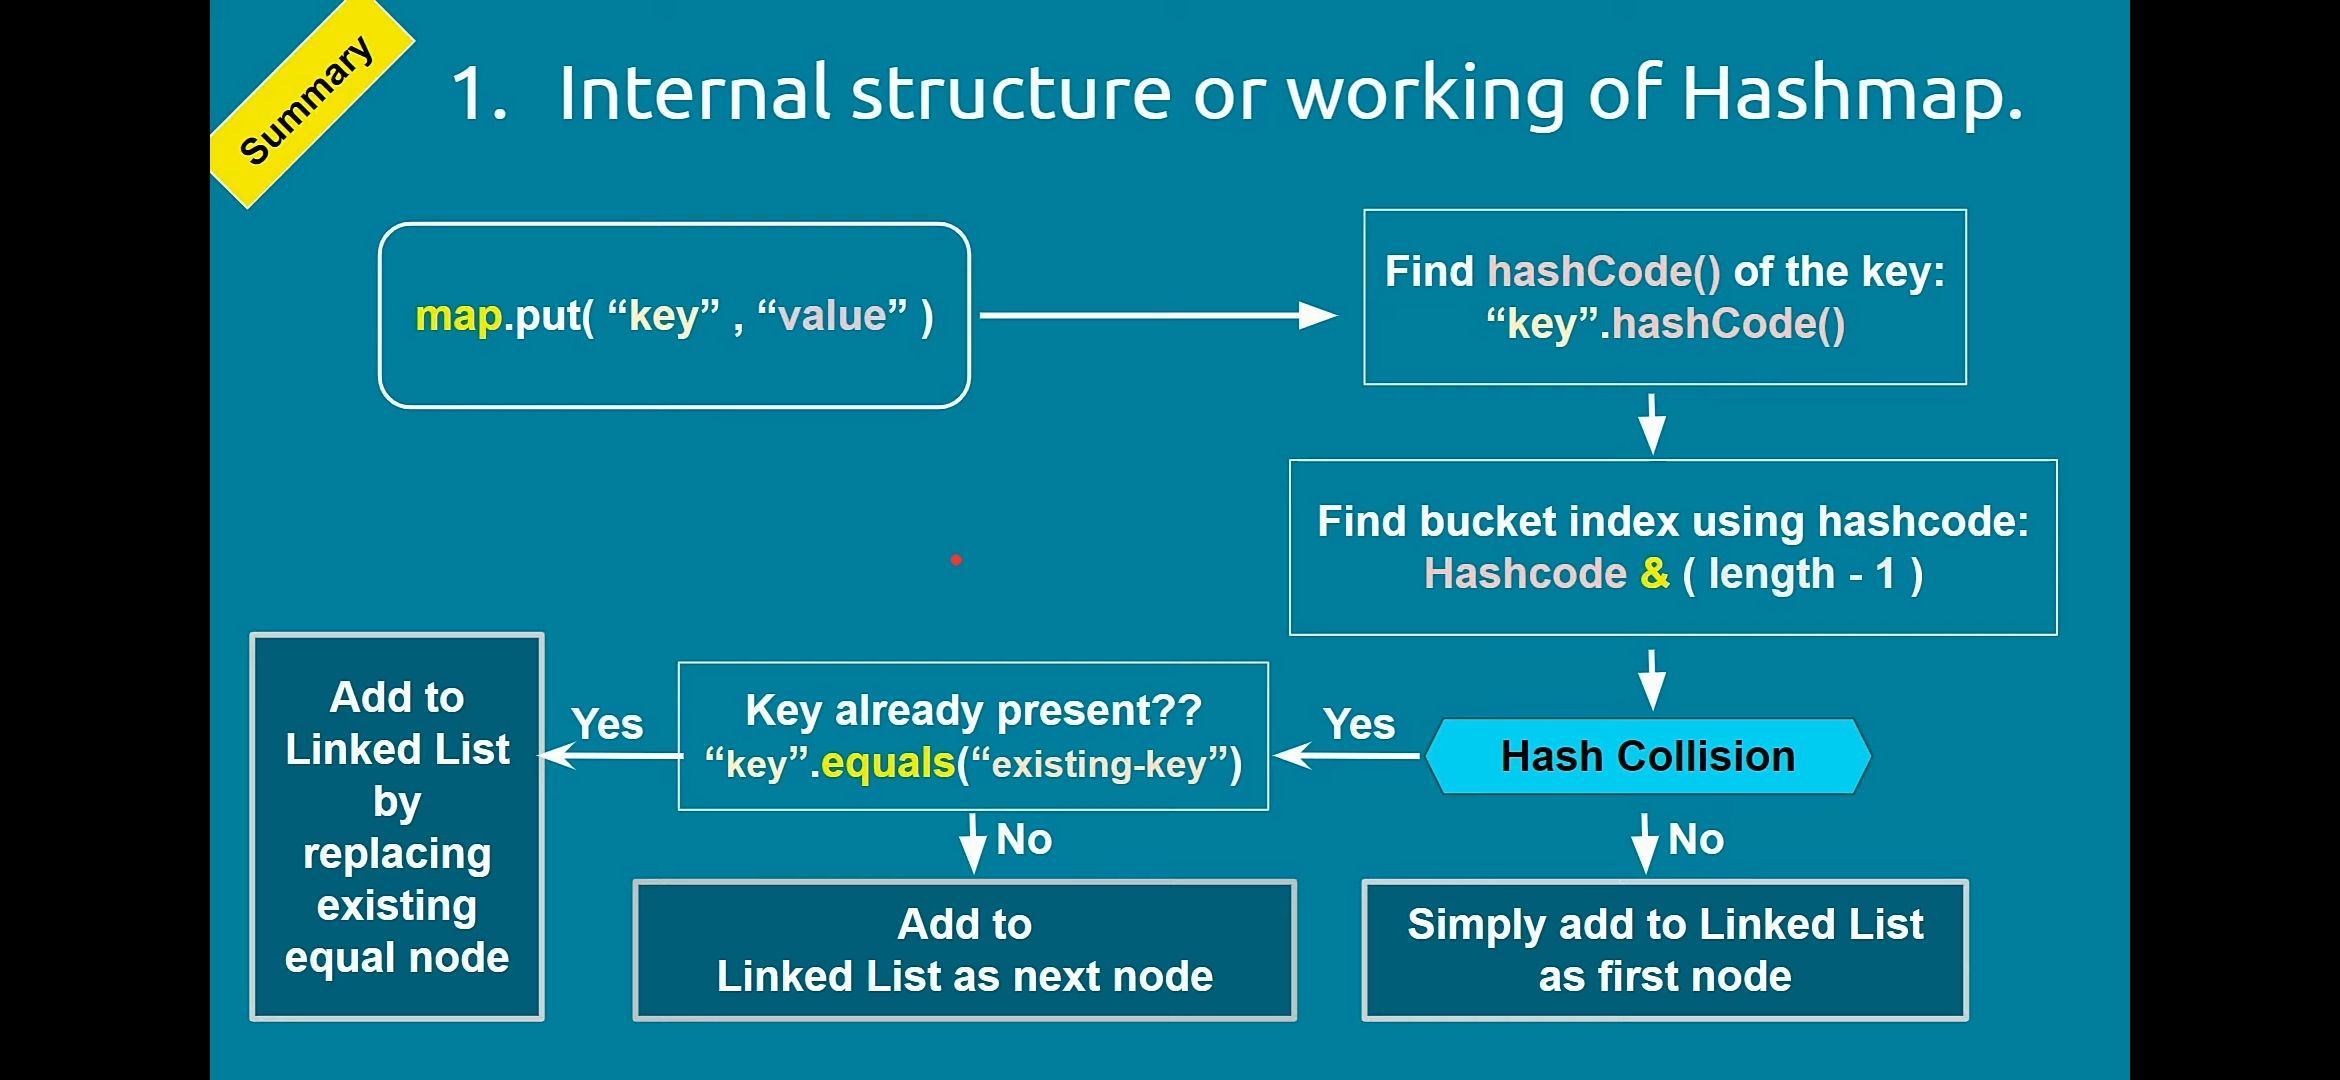 Summary
1. Internal structure or working of Hashmap.
map.put( “key” , “value” )
Find hashCode() of the key:
“key”.hashCode()
Find bucket index using hashcode:
Hashcode & ( length - 1 )
Hash Collision
Yes
No
Key already present??
“key”.equals(“existing-key”)
Yes
No
Add to
Linked List
by
replacing
existing
equal node
Add to
Linked List as next node
Simply add to Linked List
as first node